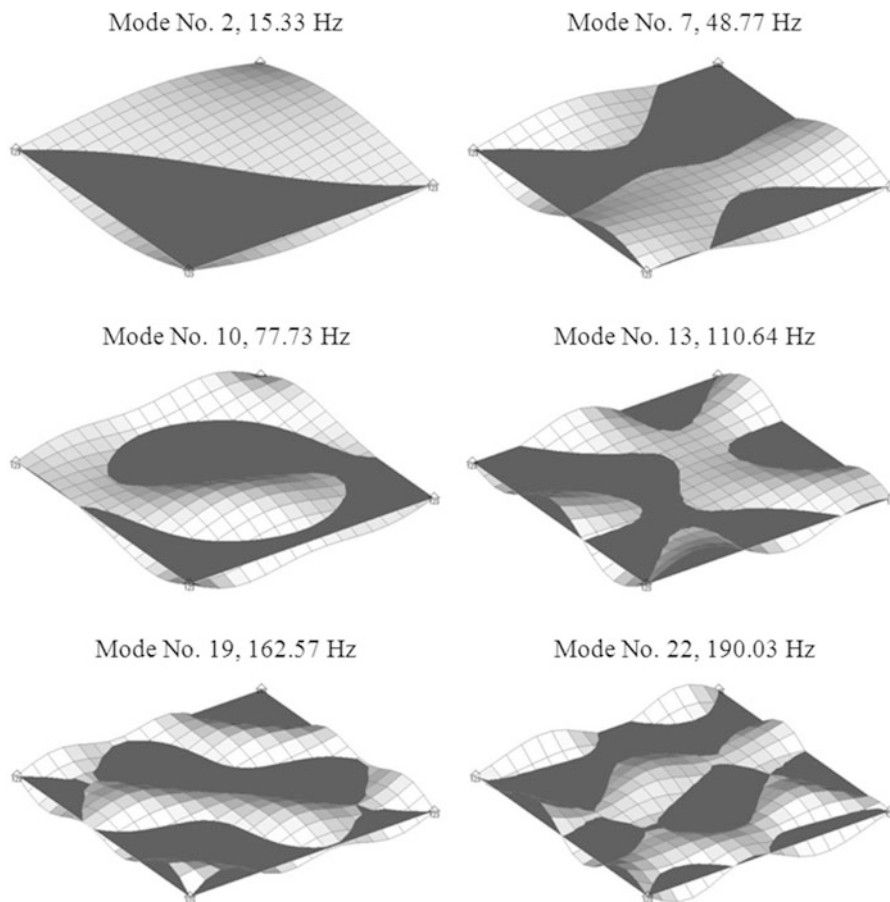 Mode No. 2, 15.33 Hz
Mode No. 7, 48.77 Hz
Mode No. 10, 77.73 Hz
Mode No. 13, 110.64 Hz
Mode No. 19, 162.57 Hz
Mode No. 22, 190.03 Hz